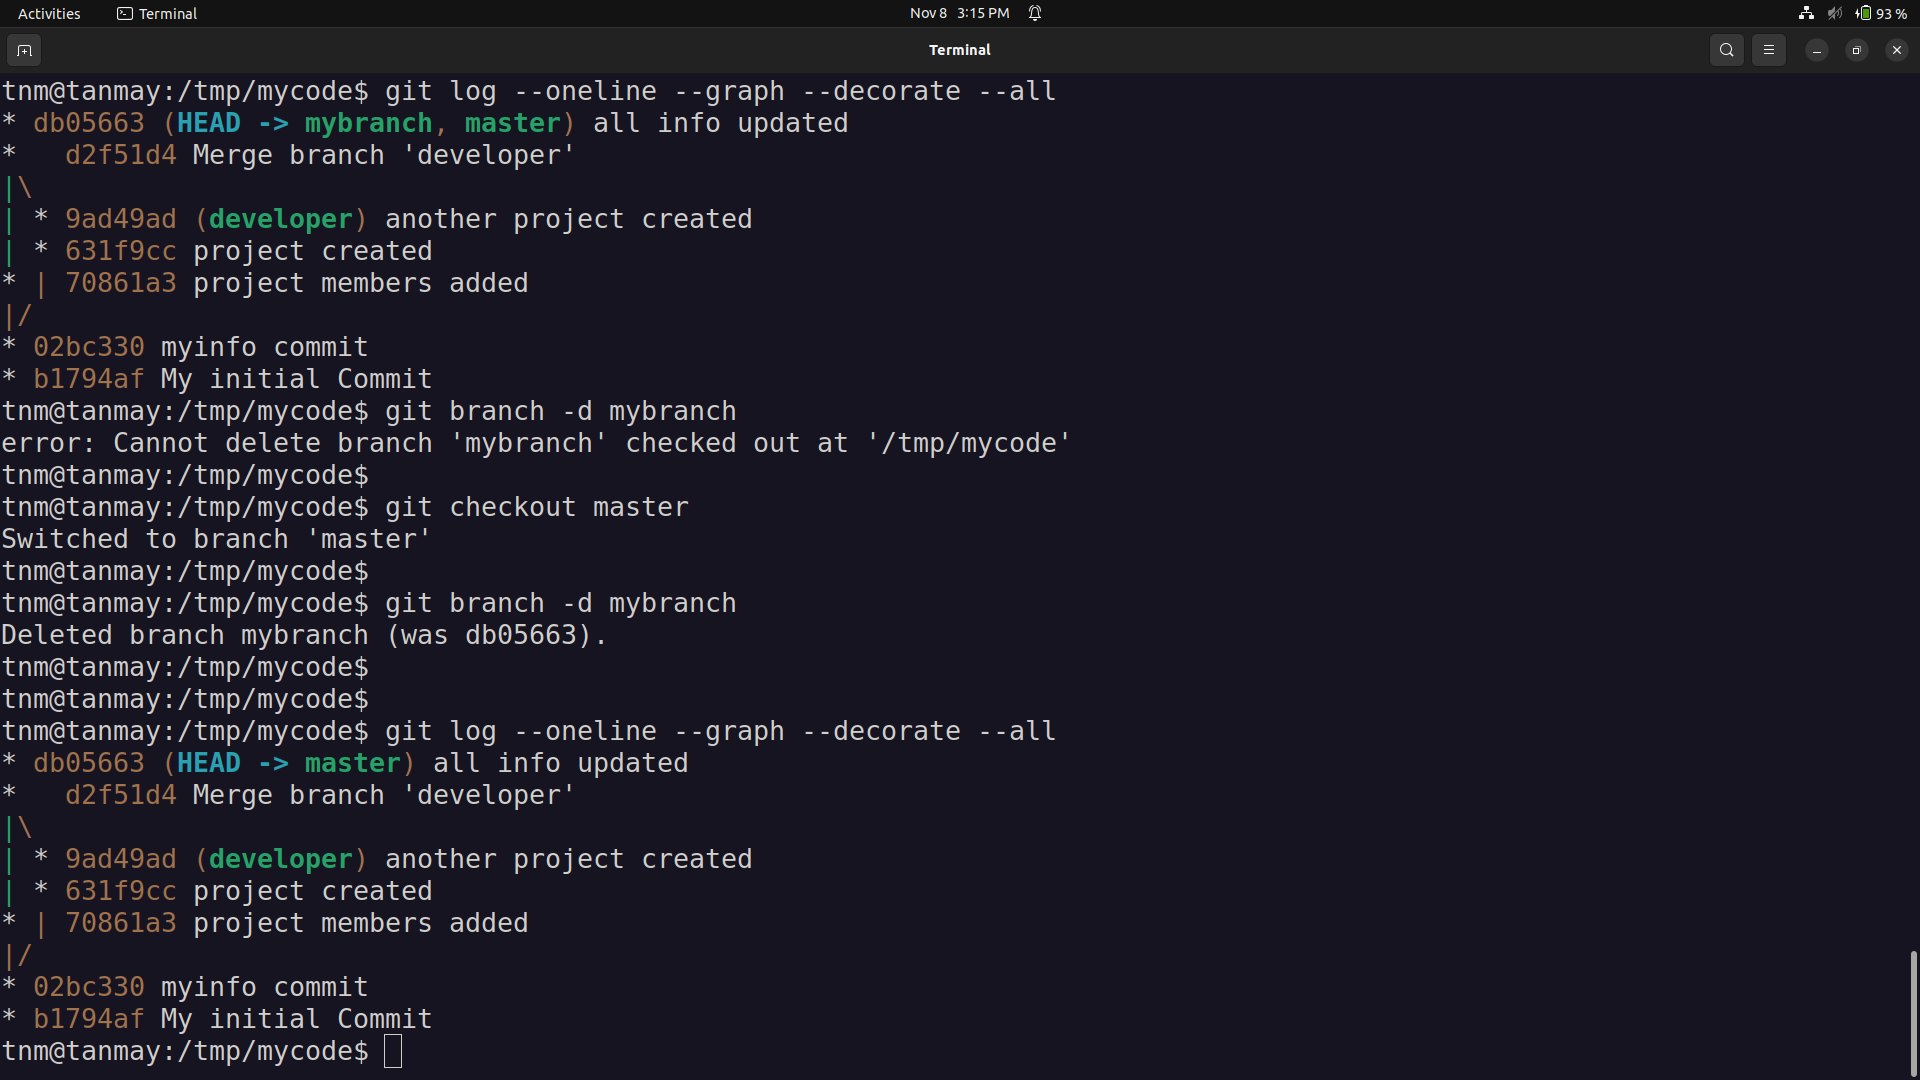 Activities Terminal Nov 8 3:15 PM 93 %
Terminal
tnm@tanmay:/tmp/mycode$ git log --oneline --graph --decorate --all
* db05663 (HEAD -> mybranch, master) all info updated
*   d2f51d4 Merge branch 'developer'
|\
| * 9ad49ad (developer) another project created
| * 631f9cc project created
* | 70861a3 project members added
|/
* 02bc330 myinfo commit
* b1794af My initial Commit
tnm@tanmay:/tmp/mycode$ git branch -d mybranch
error: Cannot delete branch 'mybranch' checked out at '/tmp/mycode'
tnm@tanmay:/tmp/mycode$
tnm@tanmay:/tmp/mycode$ git checkout master
Switched to branch 'master'
tnm@tanmay:/tmp/mycode$
tnm@tanmay:/tmp/mycode$ git branch -d mybranch
Deleted branch mybranch (was db05663).
tnm@tanmay:/tmp/mycode$
tnm@tanmay:/tmp/mycode$
tnm@tanmay:/tmp/mycode$ git log --oneline --graph --decorate --all
* db05663 (HEAD -> master) all info updated
*   d2f51d4 Merge branch 'developer'
|\
| * 9ad49ad (developer) another project created
| * 631f9cc project created
* | 70861a3 project members added
|/
* 02bc330 myinfo commit
* b1794af My initial Commit
tnm@tanmay:/tmp/mycode$